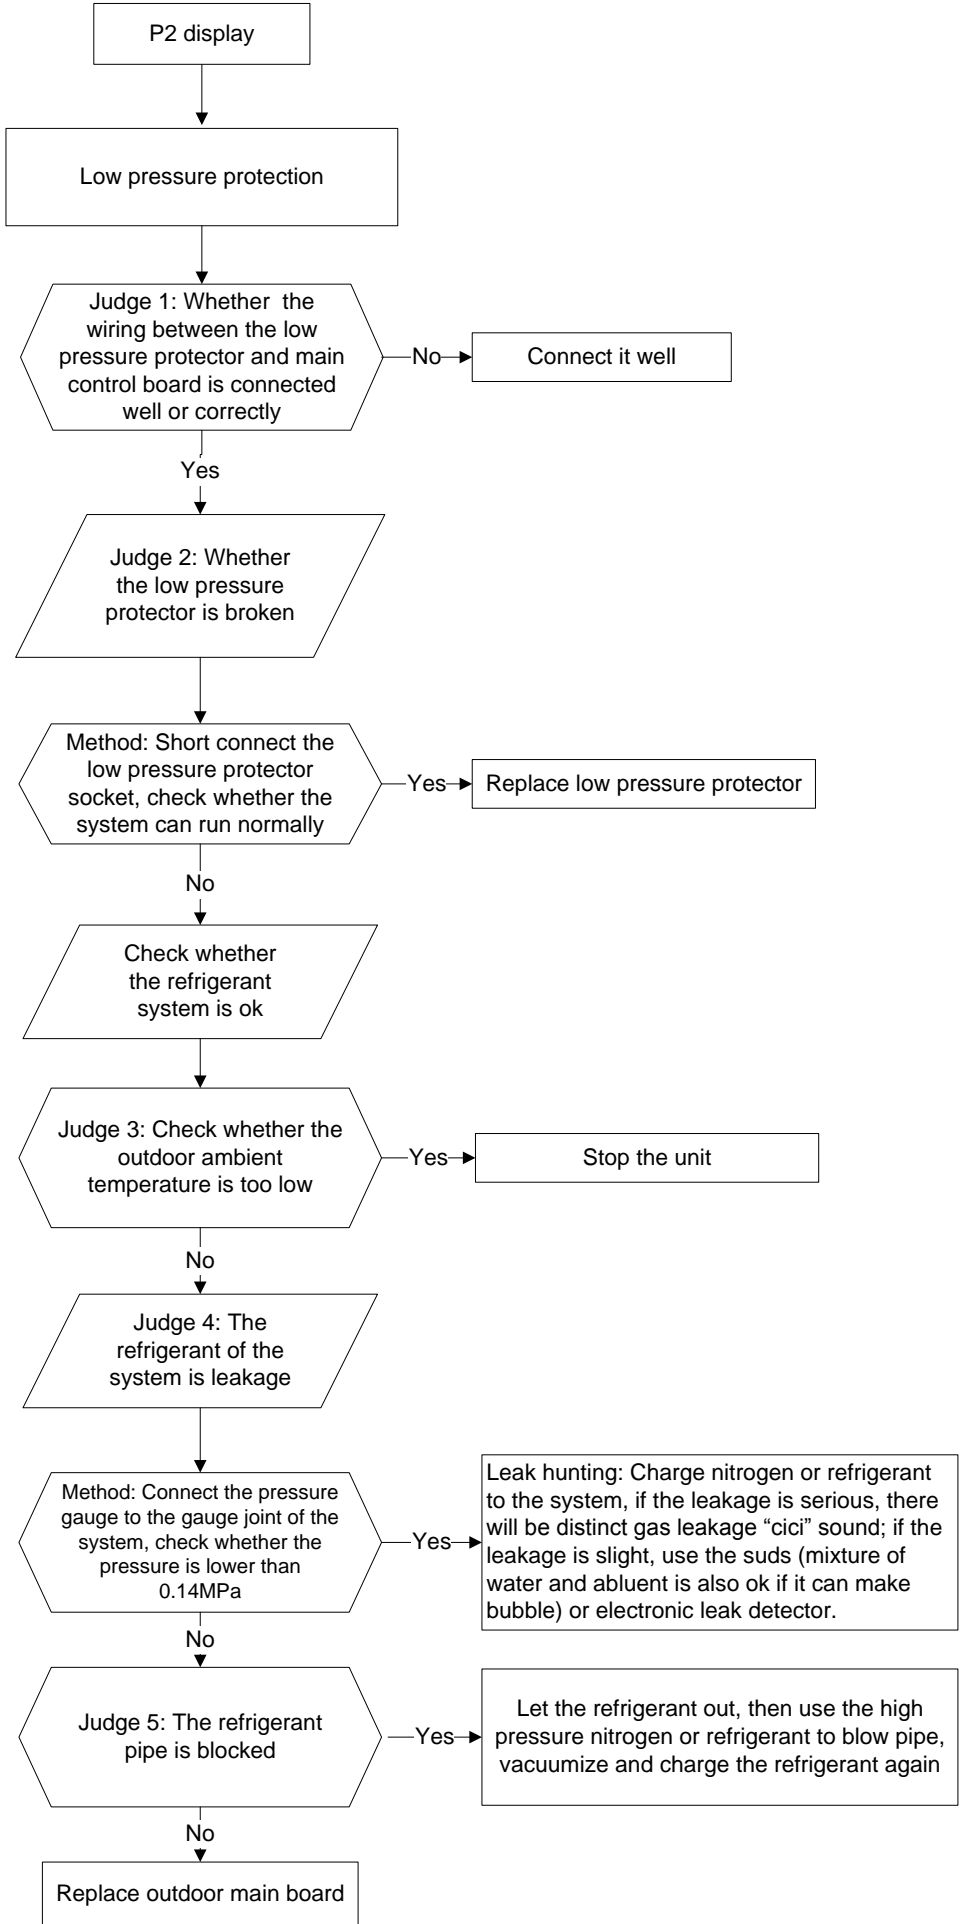 P2 display
Low pressure protection
Judge 1: Whether the
wiring between the low
pressure protector and main
control board is connected
well or correctly
No
Connect it well
Yes
Judge 2: Whether
the low pressure
protector is broken
Method: Short connect the
low pressure protector
socket, check whether the
system can run normally
Yes
Replace low pressure protector
No
Check whether
the refrigerant
system is ok
Judge 3: Check whether the
outdoor ambient
temperature is too low
Yes
Stop the unit
No
Judge 4: The
refrigerant of the
system is leakage
Method: Connect the pressure
gauge to the gauge joint of the
system, check whether the
pressure is lower than
0.14MPa
Yes
Leak hunting: Charge nitrogen or refrigerant
to the system, if the leakage is serious, there
will be distinct gas leakage “cici” sound; if the
leakage is slight, use the suds (mixture of
water and abluent is also ok if it can make
bubble) or electronic leak detector.
No
Judge 5: The refrigerant
pipe is blocked
Yes
Let the refrigerant out, then use the high
pressure nitrogen or refrigerant to blow pipe,
vacuumize and charge the refrigerant again
No
Replace outdoor main board